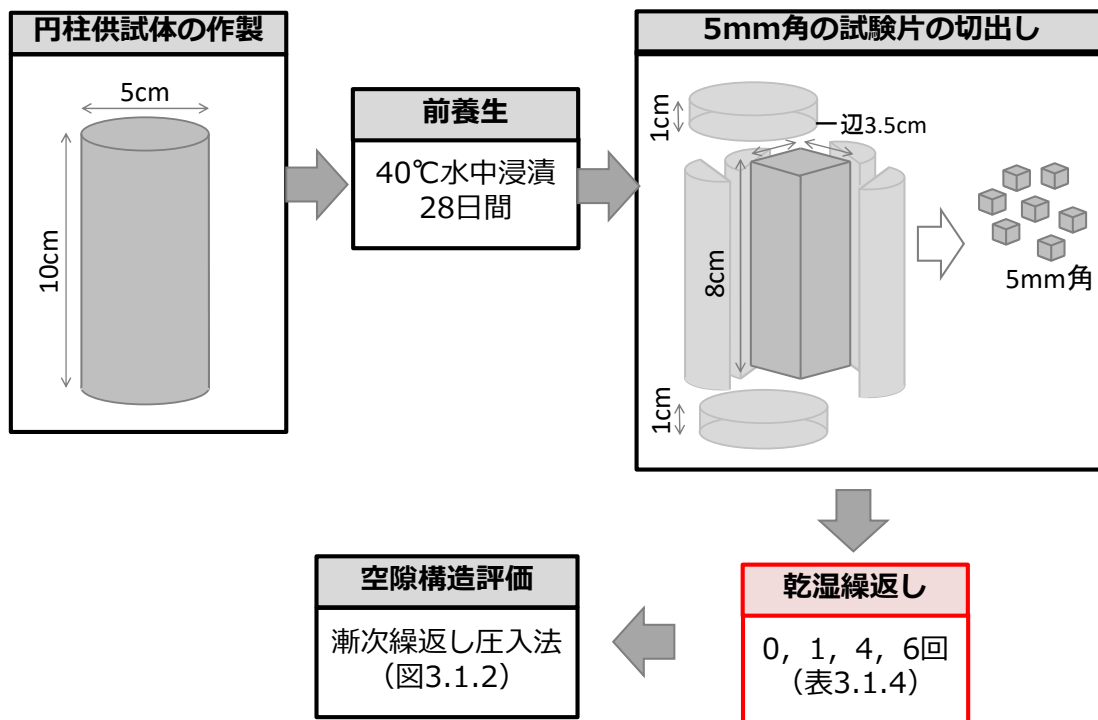 円柱供試体の作製
5cm
10cm
前養生
40℃水中浸漬
28日間
5mm角の試験片の切出し
1cm
辺3.5cm
8cm
1cm
5mm角
乾湿繰返し
0，1，4，6回
（表3.1.4）
空隙構造評価
漸次繰返し圧入法
（図3.1.2）